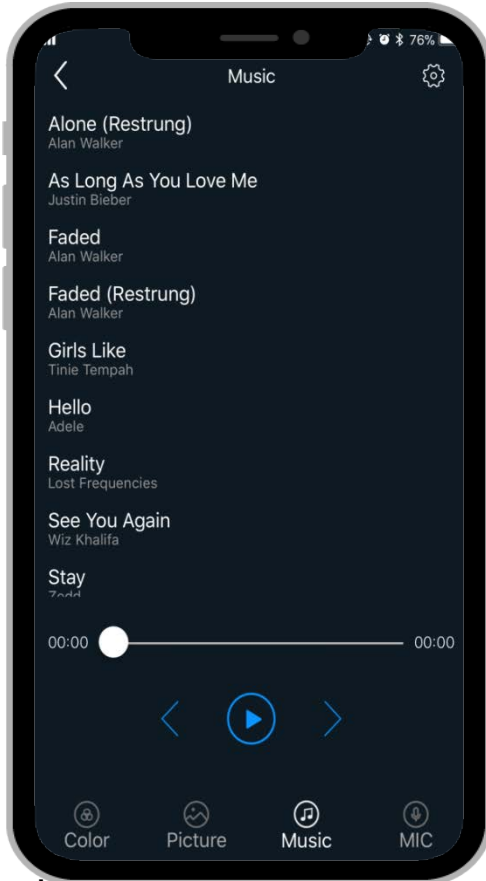 76%
Music
Alone (Restrung)
Alan Walker
As Long As You Love Me
Justin Bieber
Faded
Alan Walker
Faded (Restrung)
Alan Walker
Girls Like
Tinie Tempah
Hello
Adele
Reality
Lost Frequencies
See You Again
Wiz Khalifa
Stay
Zedd
00:00 00:00
Color Picture Music MIC